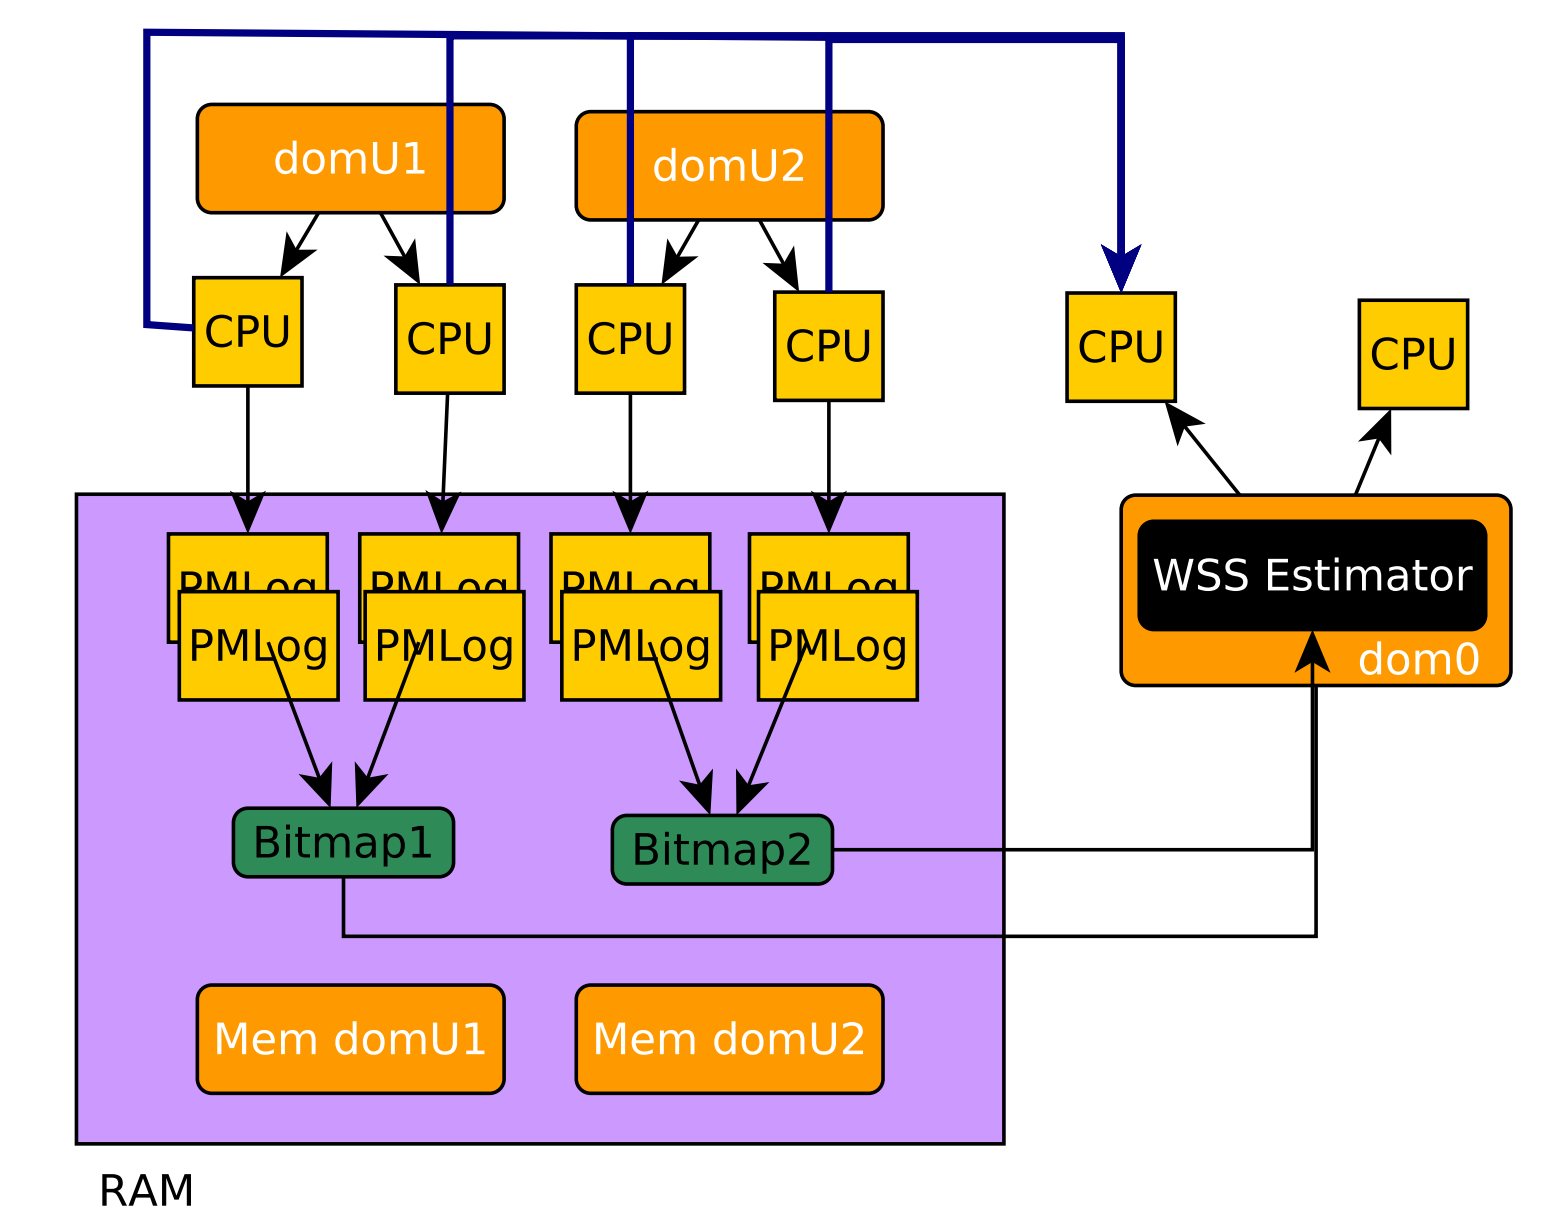 domU1
domU2
CPU
CPU
CPU
CPU
CPU
CPU
PMLog
PMLog
PMLog
PMLog
PMLog
PMLog
PMLog
PMLog
WSS Estimator
dom0
Bitmap1
Bitmap2
Mem domU1
Mem domU2
RAM